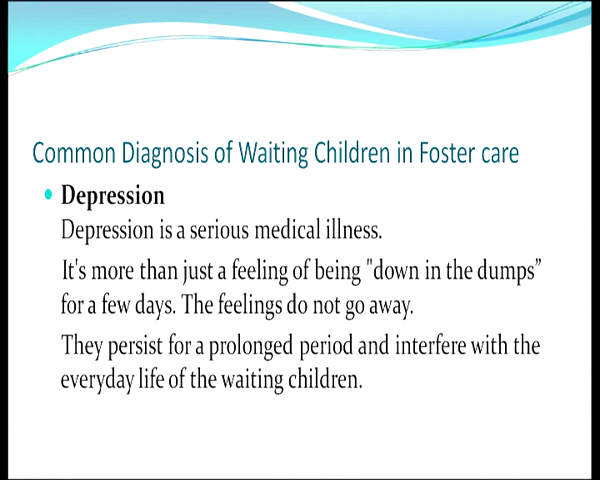 Common Diagnosis of Waiting Children in Foster care
• Depression
Depression is a serious medical illness.
It's more than just a feeling of being "down in the dumps”
for a few days. The feelings do not go away.
They persist for a prolonged period and interfere with the
everyday life of the waiting children.